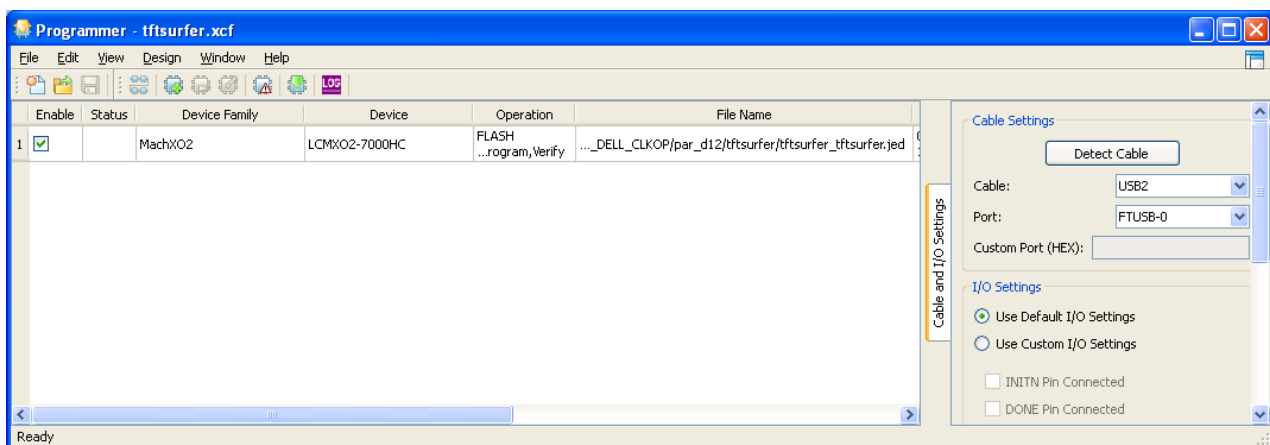 Programmer - tftsurfer.xcf
File Edit View Design Window Help
LOG
Enable Status Device Family Device Operation File Name
1 MachXO2 LCMXO2-7000HC FLASH ...rogram,Verify ..._DELL_CLKOP/par_d12/tftsurfer/tftsurfer_tftsurfer.jed
Cable and I/O Settings
Cable Settings
Detect Cable
Cable: USB2
Port: FTUSB-0
Custom Port (HEX):
I/O Settings
Use Default I/O Settings
Use Custom I/O Settings
INITN Pin Connected
DONE Pin Connected
Ready